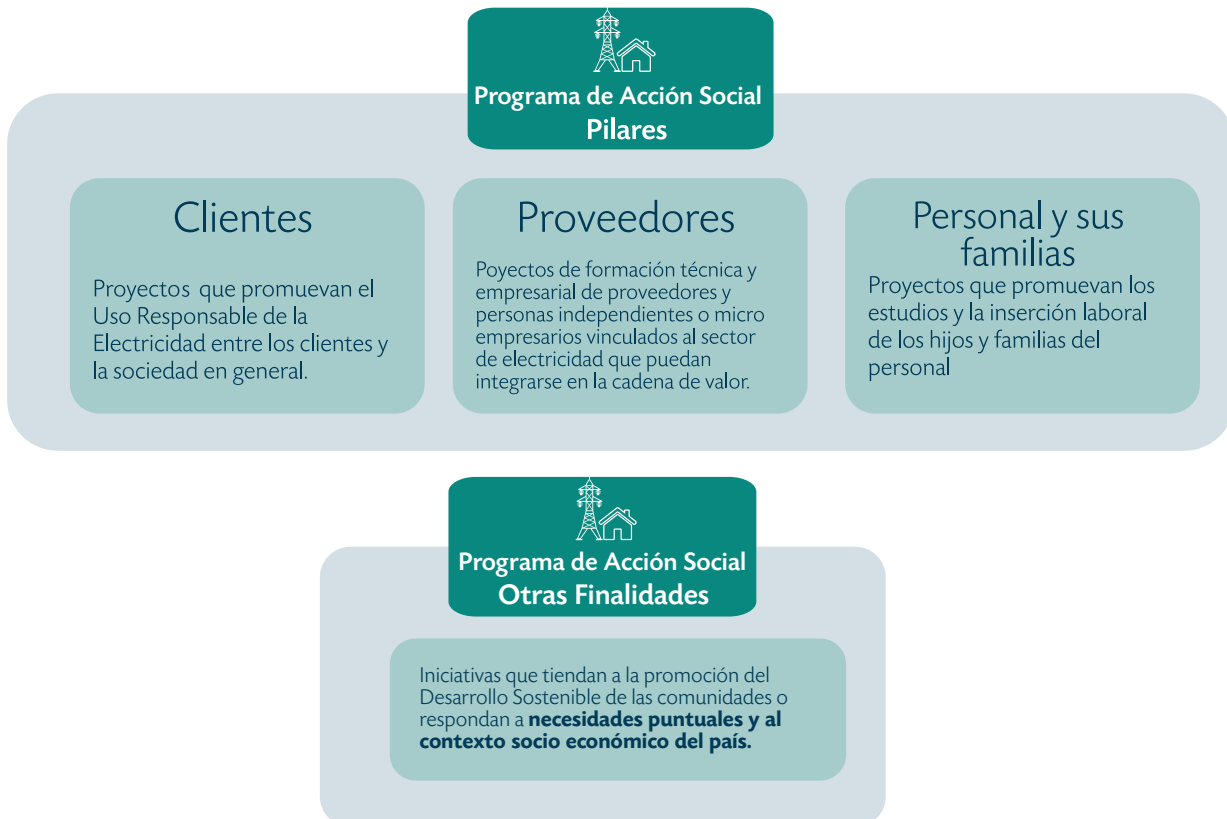 Programa de Acción Social
Pilares
Clientes
Proyectos que promuevan el
Uso Responsable de la
Electricidad entre los clientes y
la sociedad en general.
Proveedores
Poyectos de formación técnica y
empresarial de proveedores y
personas independientes o micro
empresarios vinculados al sector
de electricidad que puedan
integrarse en la cadena de valor.
Personal y sus
familias
Proyectos que promuevan los
estudios y la inserción laboral
de los hijos y familias del
personal
Programa de Acción Social
Otras Finalidades
Iniciativas que tiendan a la promoción del
Desarrollo Sostenible de las comunidades o
respondan a necesidades puntuales y al
contexto socio económico del país.